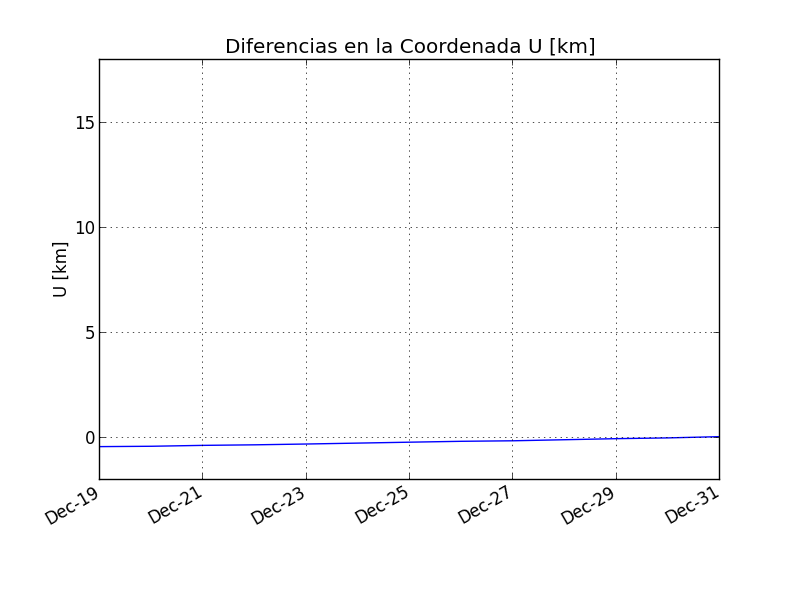 Diferencias en la Coordenada U [km]
15
10
5
0
U [km]
Dec-19
Dec-21
Dec-23
Dec-25
Dec-27
Dec-29
Dec-31